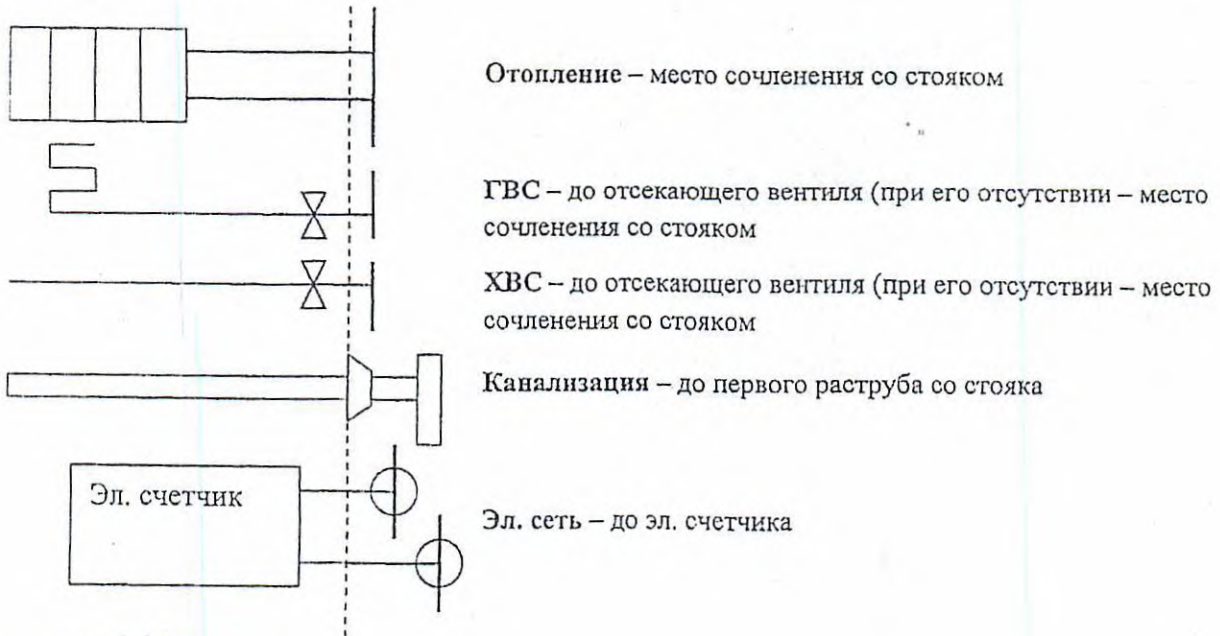 Отопление – место сочленения со стояком
ГВС – до отсекающего вентиля (при его отсутствии – место
сочленения со стояком
ХВС – до отсекающего вентиля (при его отсутствии – место
сочленения со стояком
Канализация – до первого раструба со стояка
Эл. счетчик
Эл. сеть – до эл. счетчика